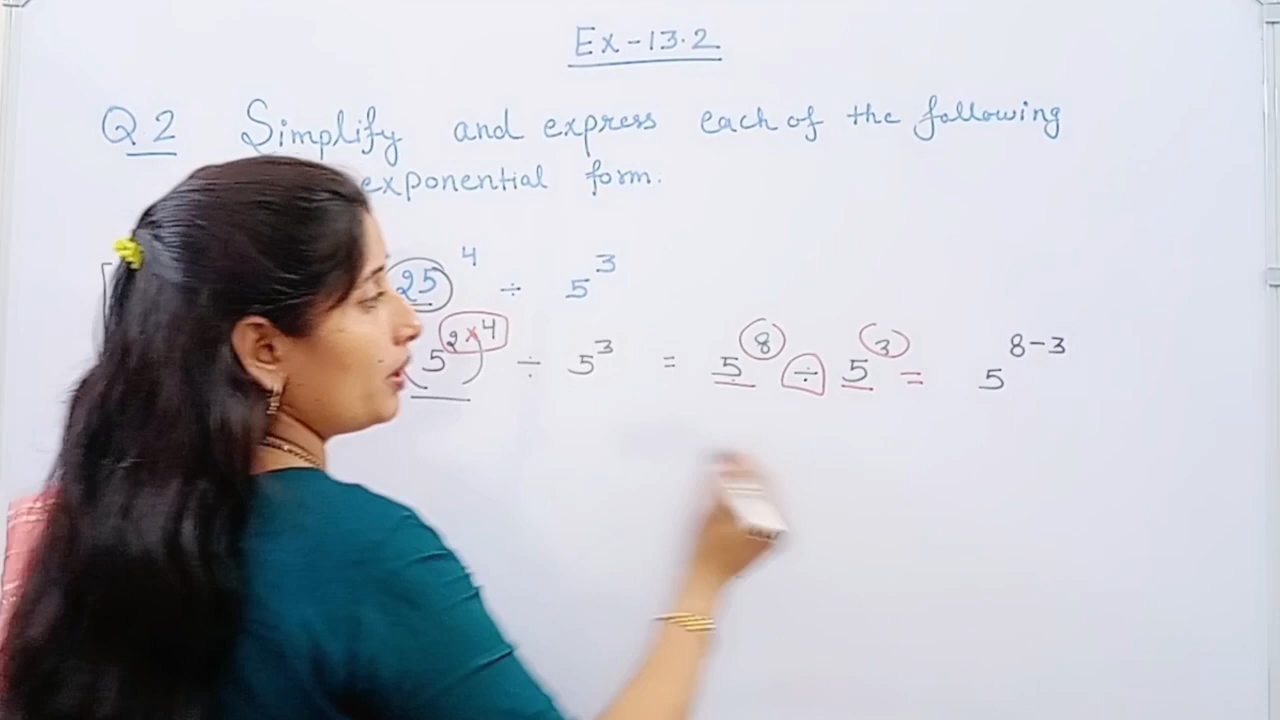 Ex-13.2
Q2 Simplify and express each of the following
exponential form.
25⁴ ÷ 5³
5²ˣ⁴) ÷ 5³ = 5⁸ ÷ 5³ = 5⁸⁻³